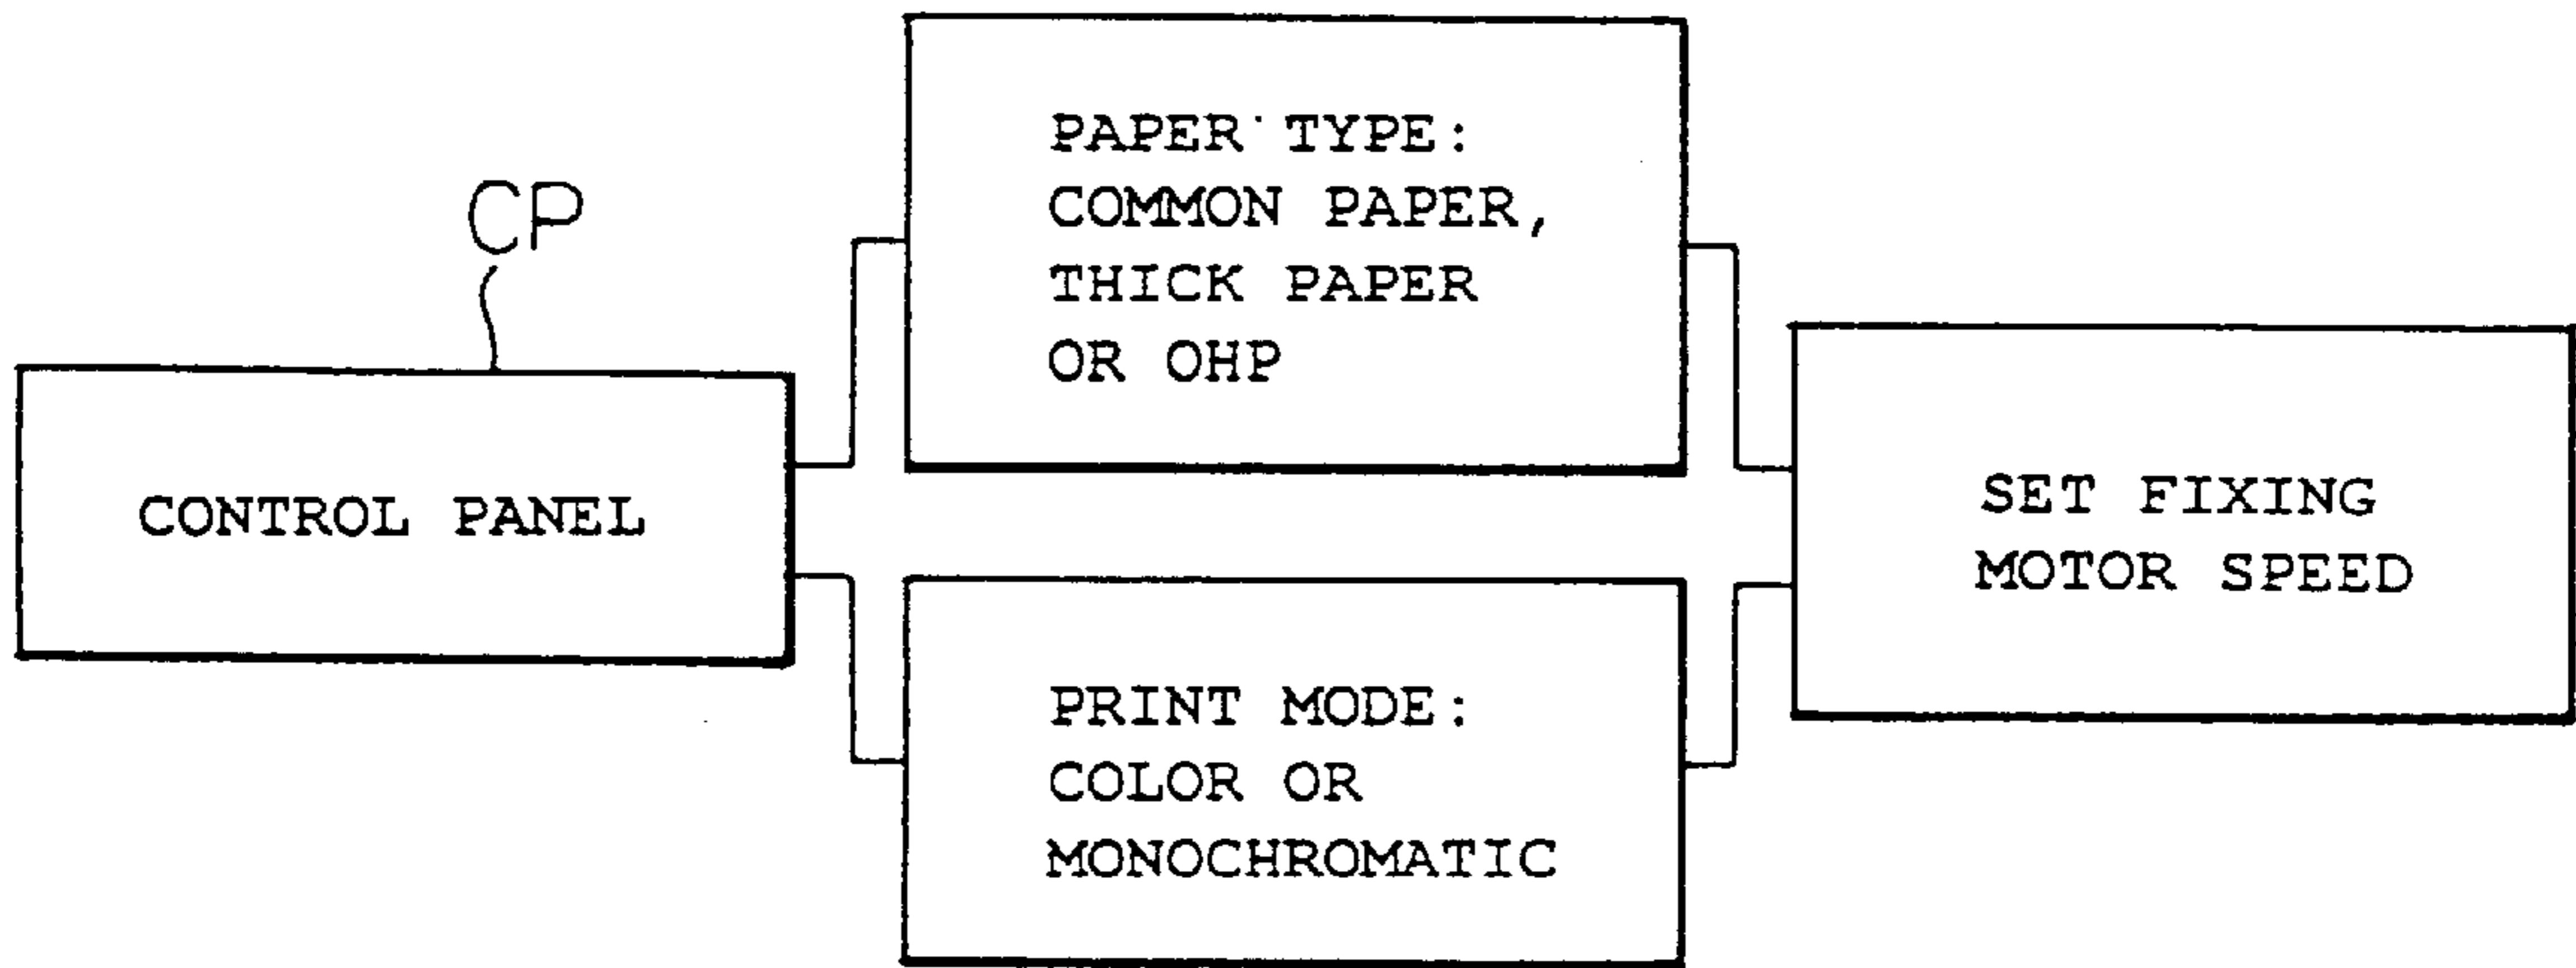 CP
CONTROL PANEL
PAPER TYPE:
COMMON PAPER,
THICK PAPER
OR OHP
PRINT MODE:
COLOR OR
MONOCHROMATIC
SET FIXING
MOTOR SPEED